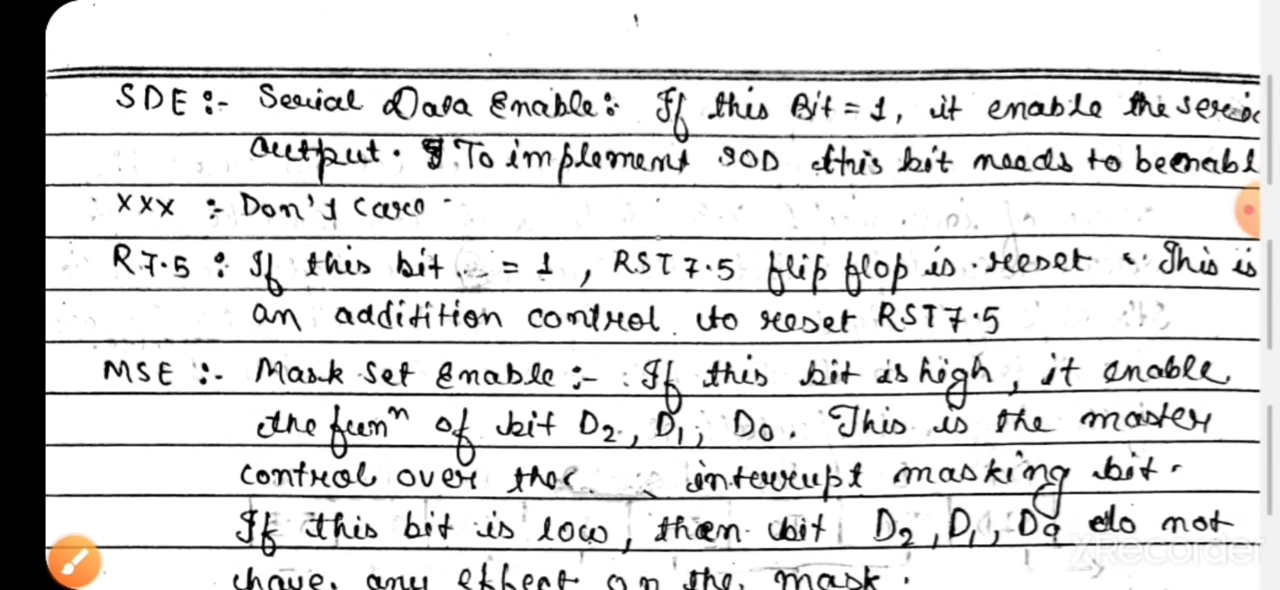 SDE :- Serial Data Enable :- If this Bit = 1, it enable the
output. To implement SOD this bit needs to be enabl
xxx :- Don't care
R7.5 : If this bit = 1, RST 7.5 flip flop is reset. This is
an additition control to reset RST 7.5
MSE :- Mask Set Enable :- If this bit is high, it enable
the funⁿ of bit D2, D1, D0. This is the master
control over the interrupt masking bit.
If this bit is low, then bit D2, D1, D0 do not
have any effect on the mask.
XRecorder